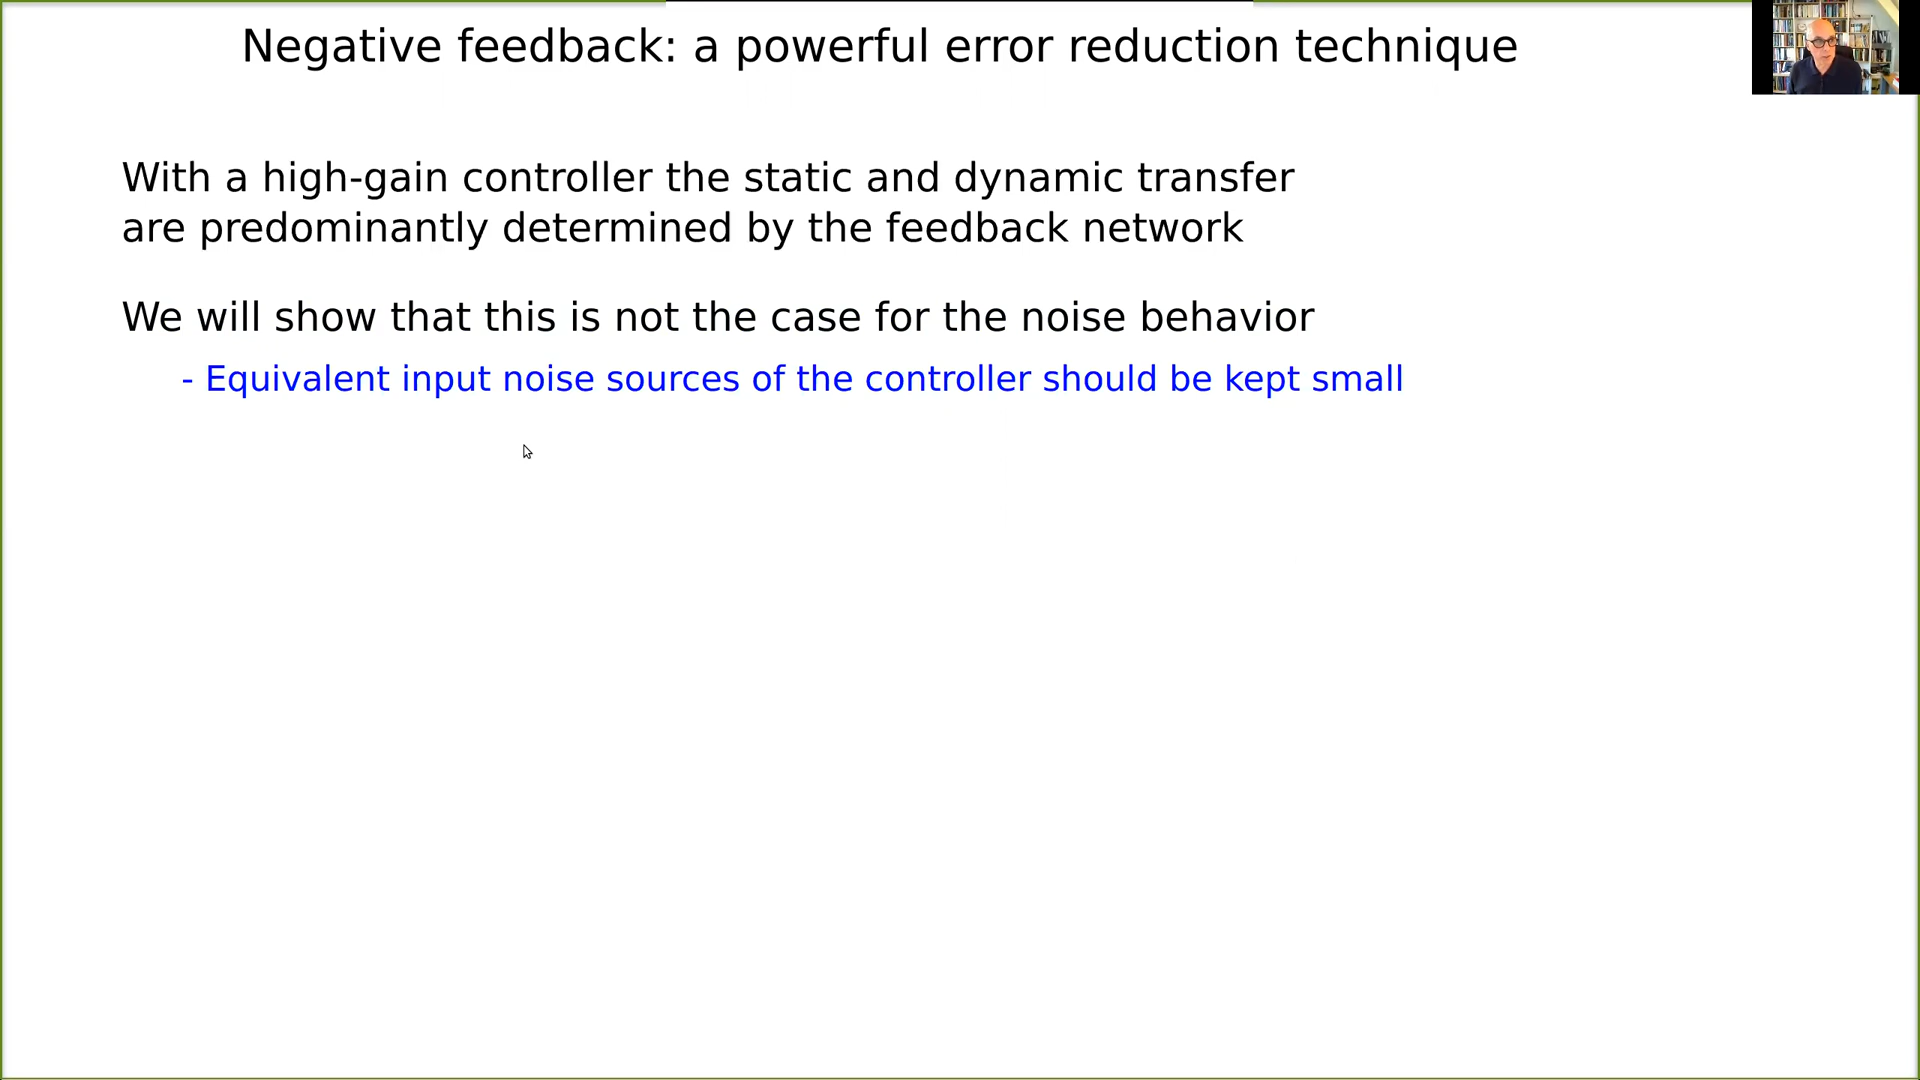 Negative feedback: a powerful error reduction technique
With a high-gain controller the static and dynamic transfer
are predominantly determined by the feedback network
We will show that this is not the case for the noise behavior
- Equivalent input noise sources of the controller should be kept small